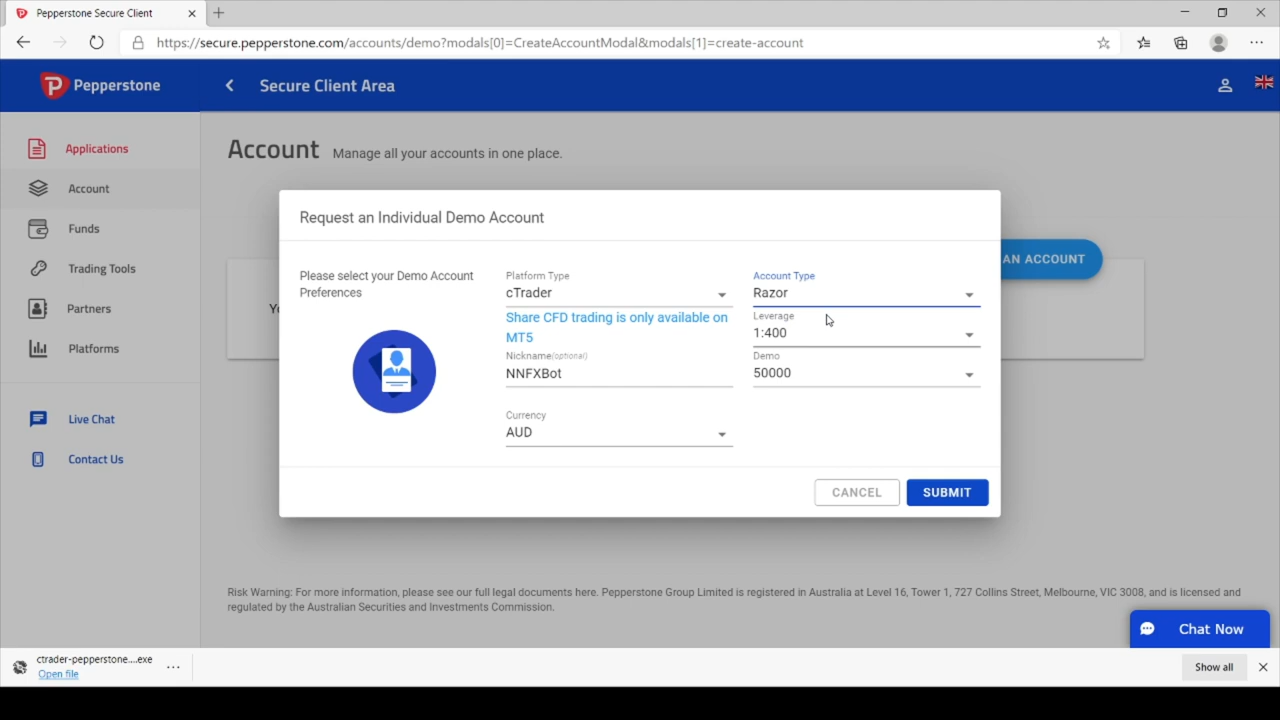 Pepperstone Secure Client
https://secure.pepperstone.com/accounts/demo?modals[0]=CreateAccountModal&modals[1]=create-account
Pepperstone
Secure Client Area
Applications
Account
Funds
Trading Tools
Partners
Platforms
Live Chat
Contact Us
Account Manage all your accounts in one place.
AN ACCOUNT
Request an Individual Demo Account
Please select your Demo Account
Preferences
Platform Type
cTrader
Share CFD trading is only available on
MT5
Nickname(optional)
NNFXBot
Currency
AUD
Account Type
Razor
Leverage
1:400
Demo
50000
CANCEL
SUBMIT
Risk Warning: For more information, please see our full legal documents here. Pepperstone Group Limited is registered in Australia at Level 16, Tower 1, 727 Collins Street, Melbourne, VIC 3008, and is licensed and
regulated by the Australian Securities and Investments Commission.
Chat Now
ctrader-pepperstone....exe
Open file
Show all